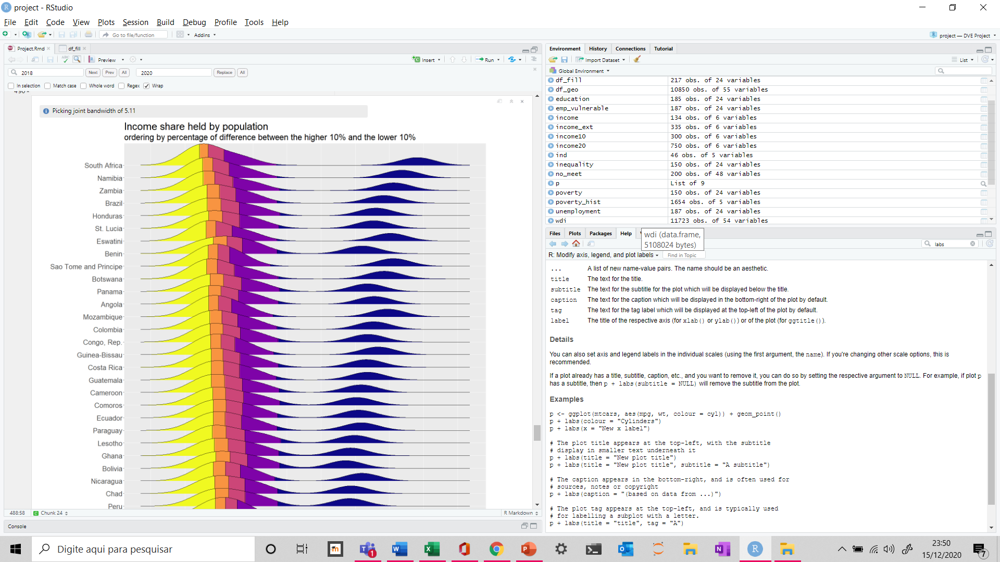 project - RStudio
File Edit Code View Plots Session Build Debug Profile Tools Help
Go to file/function Addins project — DVE Project
Project.Rmd df_fill
ABC Preview Insert Run
2018 Next Prev All 2020 Replace All
In selection Match case Whole word Regex Wrap
Picking joint bandwidth of 5.11
Income share held by population
ordering by percentage of difference between the higher 10% and the lower 10%
South Africa
Namibia
Zambia
Brazil
Honduras
St. Lucia
Eswatini
Benin
Sao Tome and Principe
Botswana
Panama
Angola
Mozambique
Colombia
Congo, Rep.
Guinea-Bissau
Costa Rica
Guatemala
Cameroon
Comoros
Ecuador
Paraguay
Lesotho
Ghana
Bolivia
Nicaragua
Chad
Peru
488:58 C Chunk 24 R Markdown
Console
Environment History Connections Tutorial
Import Dataset List
Global Environment
df_fill 217 obs. of 24 variables
df_geo 10850 obs. of 55 variables
education 185 obs. of 24 variables
emp_vulnerable 187 obs. of 24 variables
income 134 obs. of 6 variables
income_ext 335 obs. of 6 variables
income10 300 obs. of 6 variables
income20 750 obs. of 6 variables
ind 46 obs. of 5 variables
inequality 150 obs. of 24 variables
no_meet 200 obs. of 48 variables
p List of 9
poverty 150 obs. of 24 variables
poverty_hist 1654 obs. of 5 variables
unemployment 187 obs. of 24 variables
wdi 11723 obs. of 54 variables
Files Plots Packages Help
wdi (data.frame,
5108024 bytes)
labs
R: Modify axis, legend, and plot labels Find in Topic
... A list of new name-value pairs. The name should be an aesthetic.
title The text for the title.
subtitle The text for the subtitle for the plot which will be displayed below the title.
caption The text for the caption which will be displayed in the bottom-right of the plot by default.
tag The text for the tag label which will be displayed at the top-left of the plot by default.
label The title of the respective axis (for xlab() or ylab()) or of the plot (for ggtitle()).
Details
You can also set axis and legend labels in the individual scales (using the first argument, the name). If you're changing other scale options, this is
recommended.
If a plot already has a title, subtitle, caption, etc., and you want to remove it, you can do so by setting the respective argument to NULL. For example, if plot p
has a subtitle, then p + labs(subtitle = NULL) will remove the subtitle from the plot.
Examples
p <- ggplot(mtcars, aes(mpg, wt, colour = cyl)) + geom_point()
p + labs(colour = "Cylinders")
p + labs(x = "New x label")
# The plot title appears at the top-left, with the subtitle
# display in smaller text underneath it
p + labs(title = "New plot title")
p + labs(title = "New plot title", subtitle = "A subtitle")
# The caption appears in the bottom-right, and is often used for
# sources, notes or copyright
p + labs(caption = "(based on data from ...)")
# The plot tag appears at the top-left, and is typically used
# for labelling a subplot with a letter.
p + labs(title = "title", tag = "A")
Digite aqui para pesquisar
23:50
15/12/2020
7